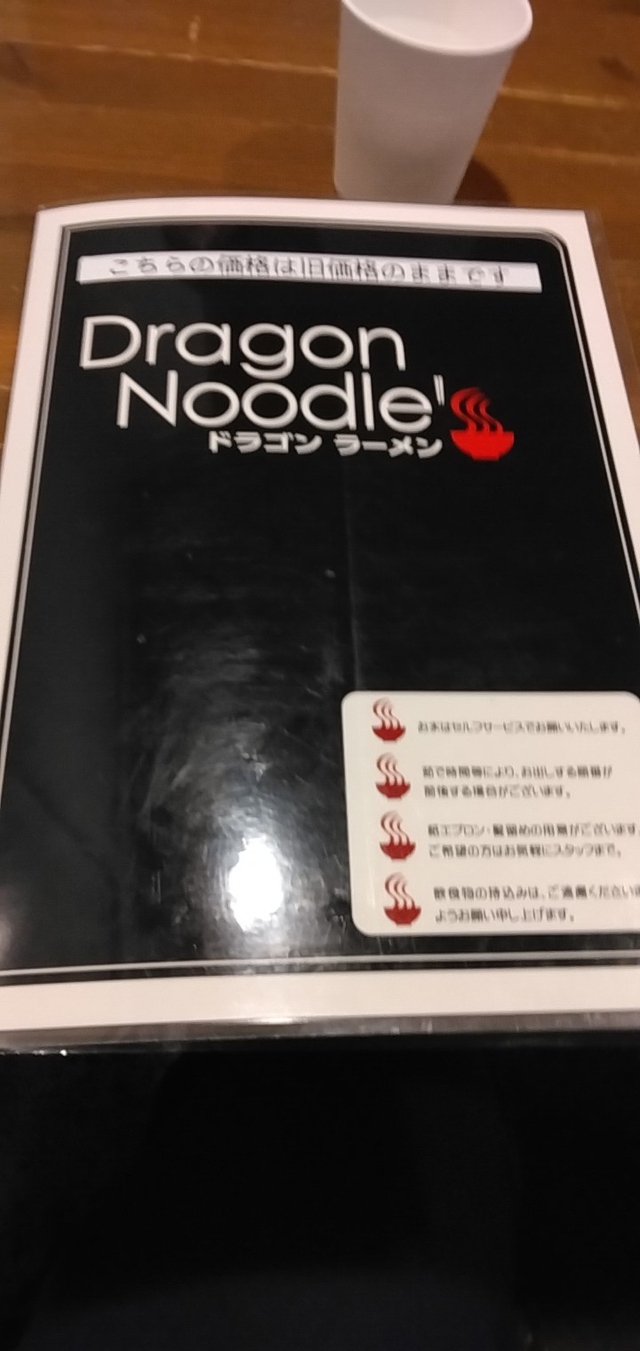 こちらの価格は旧価格のままです
Dragon
Noodle"
ドラゴン ラーメン
お水はセルフサービスでお願いいたします。
茹で時間等により、お出しする順番が
前後する場合がございます。
紙エプロン・髪留めの用意がございます。
ご希望の方はお気軽にスタッフまで。
飲食物の持込みは、ご遠慮くださいま
ようお願い申し上げます。